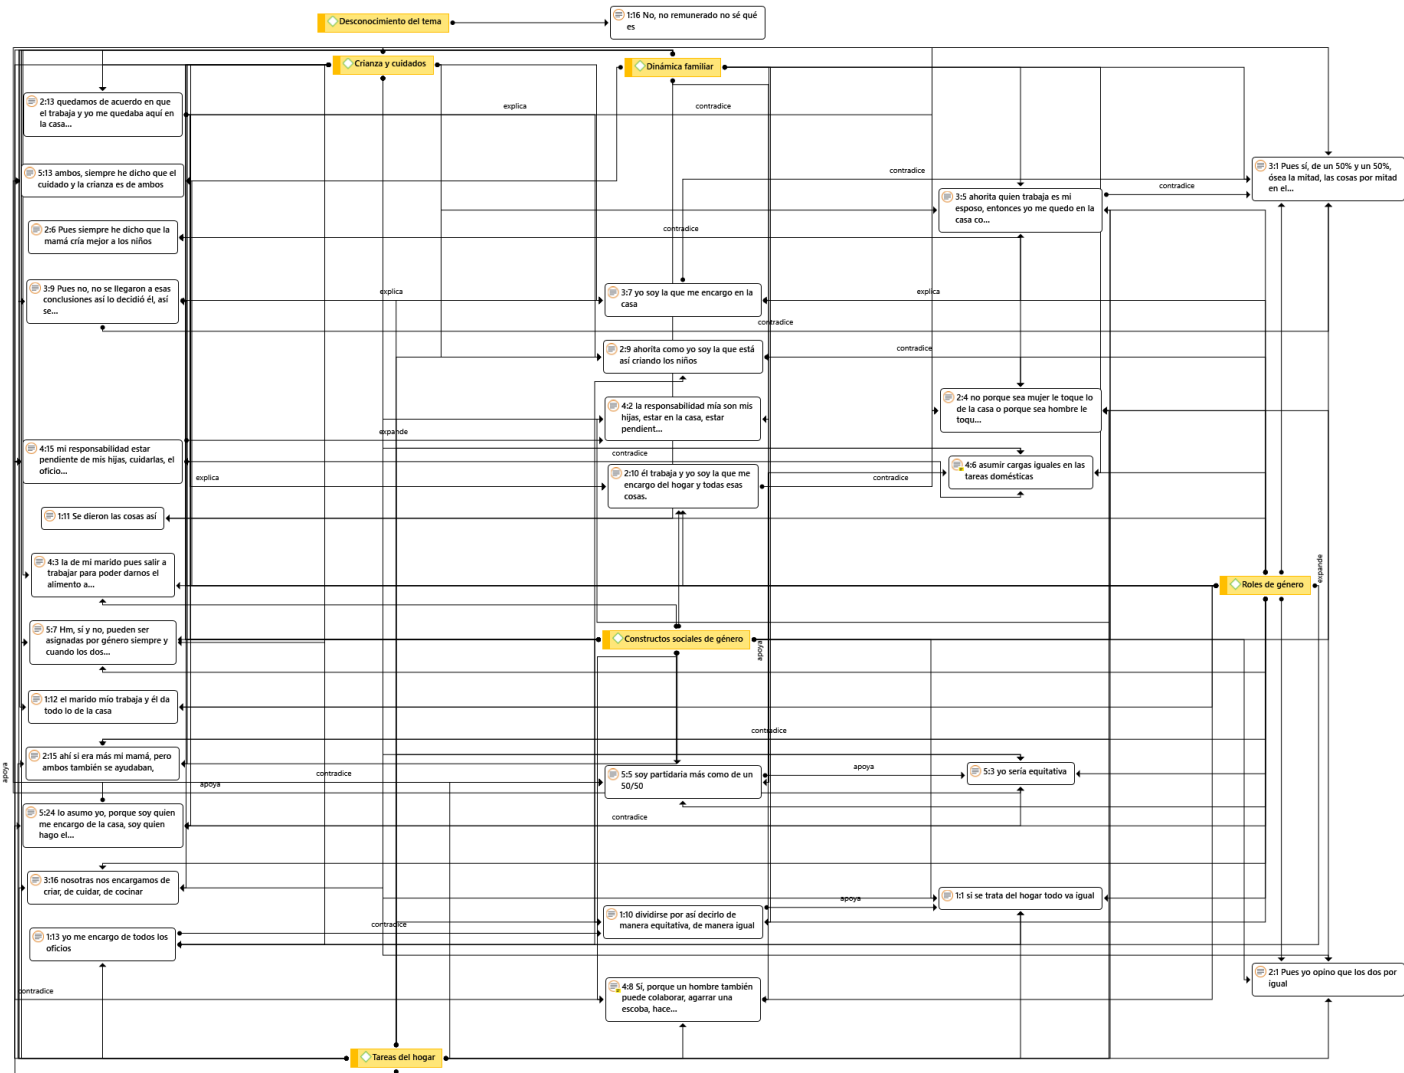 Desconocimiento del tema
1:16 No, no remunerado no sé qué
es
Crianza y cuidados
Dinámica familiar
2:13 quedamos de acuerdo en que
el trabaja y yo me quedaba aquí en
la casa...
explica
contradice
5:13 ambos, siempre he dicho que el
cuidado y la crianza es de ambos
contradice
3:1 Pues sí, de un 50% y un 50%,
ósea la mitad, las cosas por mitad
en el...
contradice
3:5 ahorita quien trabaja es mi
esposo, entonces yo me quedo en la
casa co...
2:6 Pues siempre he dicho que la
mamá cría mejor a los niños
contradice
3:9 Pues no, no se llegaron a esas
conclusiones así lo decidió él, así
se...
explica
3:7 yo soy la que me encargo en la
casa
explica
contradice
2:9 ahorita como yo soy la que está
así criando los niños
contradice
4:2 la responsabilidad mía son mis
hijas, estar en la casa, estar
pendient...
2:4 no porque sea mujer le toque lo
de la casa o porque sea hombre le
toqu...
expande
4:15 mi responsabilidad estar
pendiente de mis hijas, cuidarlas, el
oficio...
contradice
4:6 asumir cargas iguales en las
tareas domésticas
explica
2:10 él trabaja y yo soy la que me
encargo del hogar y todas esas
cosas.
contradice
1:11 Se dieron las cosas así
4:3 la de mi marido pues salir a
trabajar para poder darnos el
alimento a...
Roles de género
expande
5:7 Hm, sí y no, pueden ser
asignadas por género siempre y
cuando los dos...
Constructos sociales de género
apoya
1:12 el marido mío trabaja y él da
todo lo de la casa
contradice
2:15 ahí si era más mi mamá, pero
ambos también se ayudaban,
apoya
contradice
apoya
5:5 soy partidaria más como de un
50/50
apoya
5:3 yo sería equitativa
5:24 lo asumo yo, porque soy quien
me encargo de la casa, soy quien
hago el...
contradice
3:16 nosotras nos encargamos de
criar, de cuidar, de cocinar
1:1 si se trata del hogar todo va igual
apoya
1:10 dividirse por así decirlo de
manera equitativa, de manera igual
contradice
1:13 yo me encargo de todos los
oficios
2:1 Pues yo opino que los dos por
igual
contradice
4:8 Sí, porque un hombre también
puede colaborar, agarrar una
escoba, hace...
Tareas del hogar